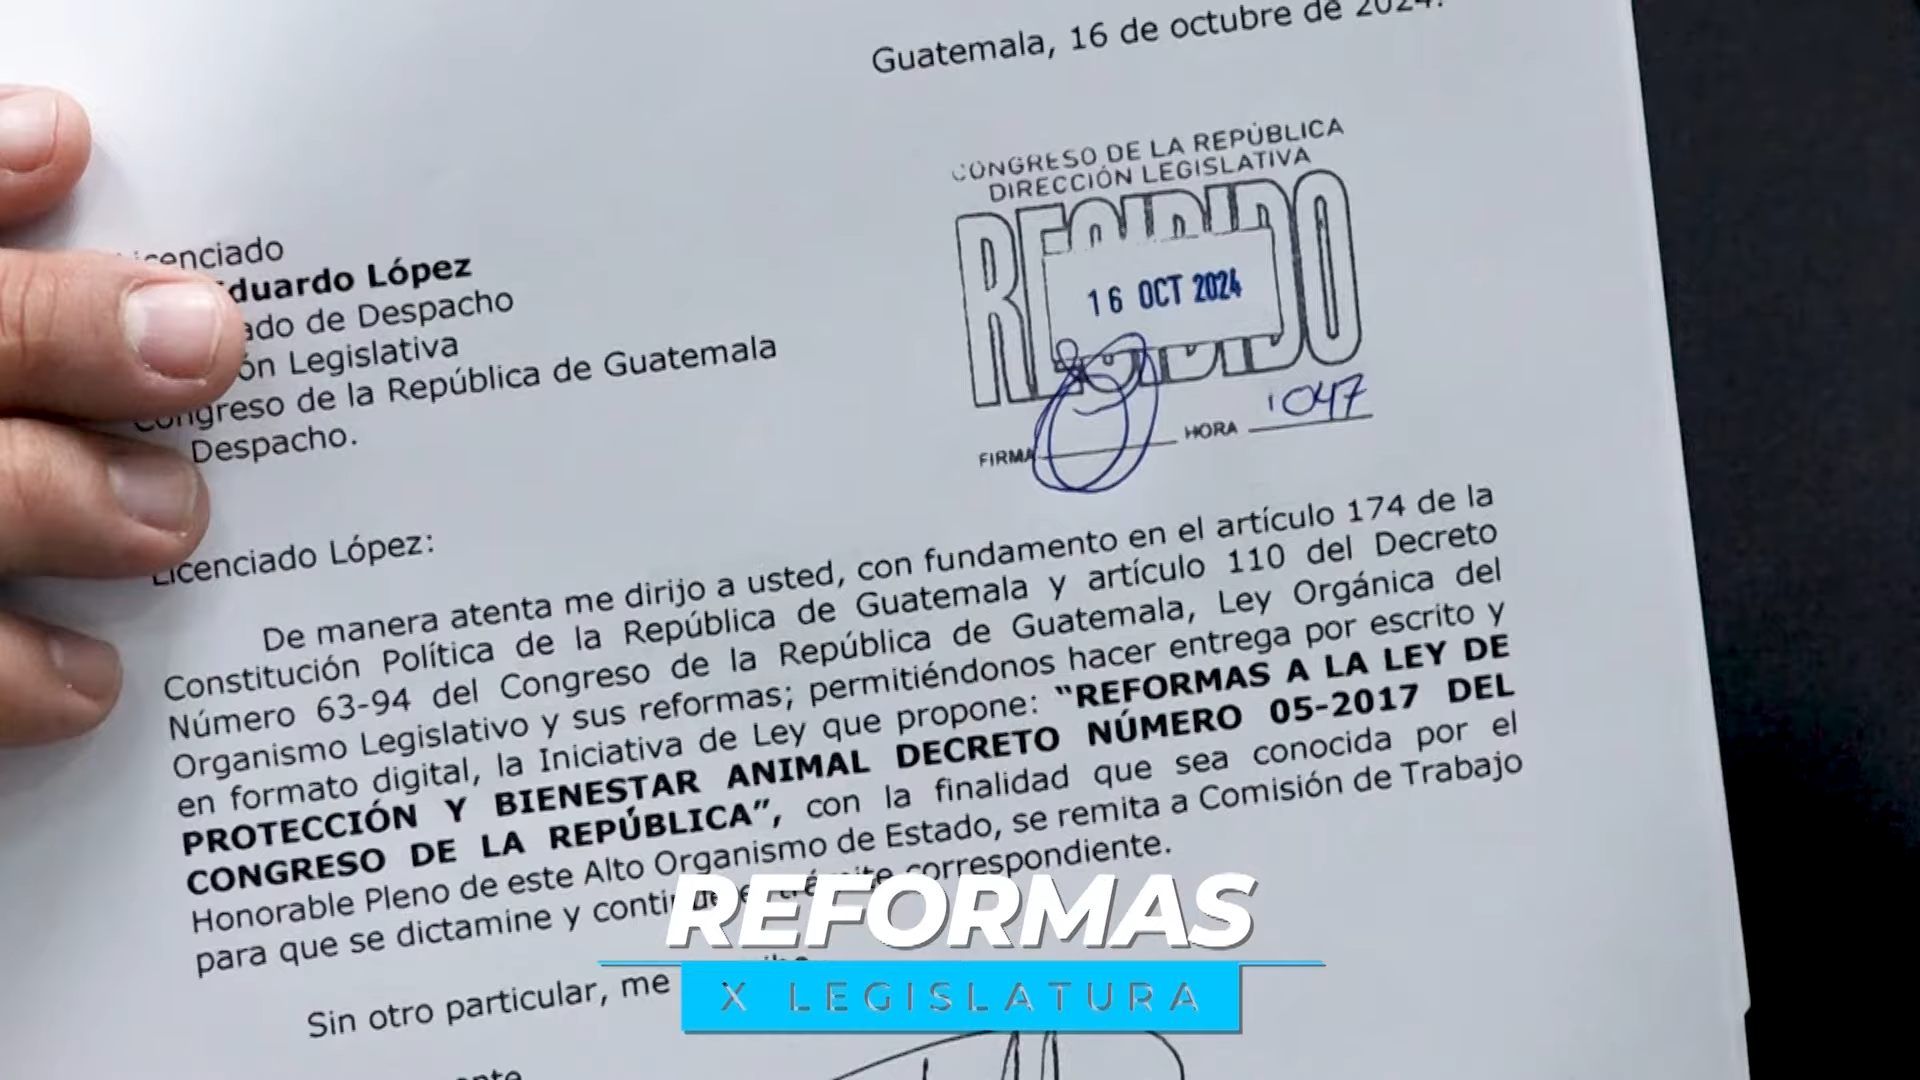 Guatemala, 16 de octubre de 2024.
CONGRESO DE LA REPÚBLICA
DIRECCIÓN LEGISLATIVA
RECIBIDO
16 OCT 2024
FIRMA HORA 1047
icenciado
duardo López
ado de Despacho
ón Legislativa
Congreso de la República de Guatemala
Despacho.
Licenciado López:
De manera atenta me dirijo a usted, con fundamento en el artículo 174 de la
Constitución Política de la República de Guatemala y artículo 110 del Decreto
Número 63-94 del Congreso de la República de Guatemala, Ley Orgánica del
Organismo Legislativo y sus reformas; permitiéndonos hacer entrega por escrito y
en formato digital, la Iniciativa de Ley que propone: "REFORMAS A LA LEY DE
PROTECCIÓN Y BIENESTAR ANIMAL DECRETO NÚMERO 05-2017 DEL
CONGRESO DE LA REPÚBLICA", con la finalidad que sea conocida por el
Honorable Pleno de este Alto Organismo de Estado, se remita a Comisión de Trabajo
para que se dictamine y continúe el trámite correspondiente.
Sin otro particular, me
REFORMAS
X LEGISLATURA